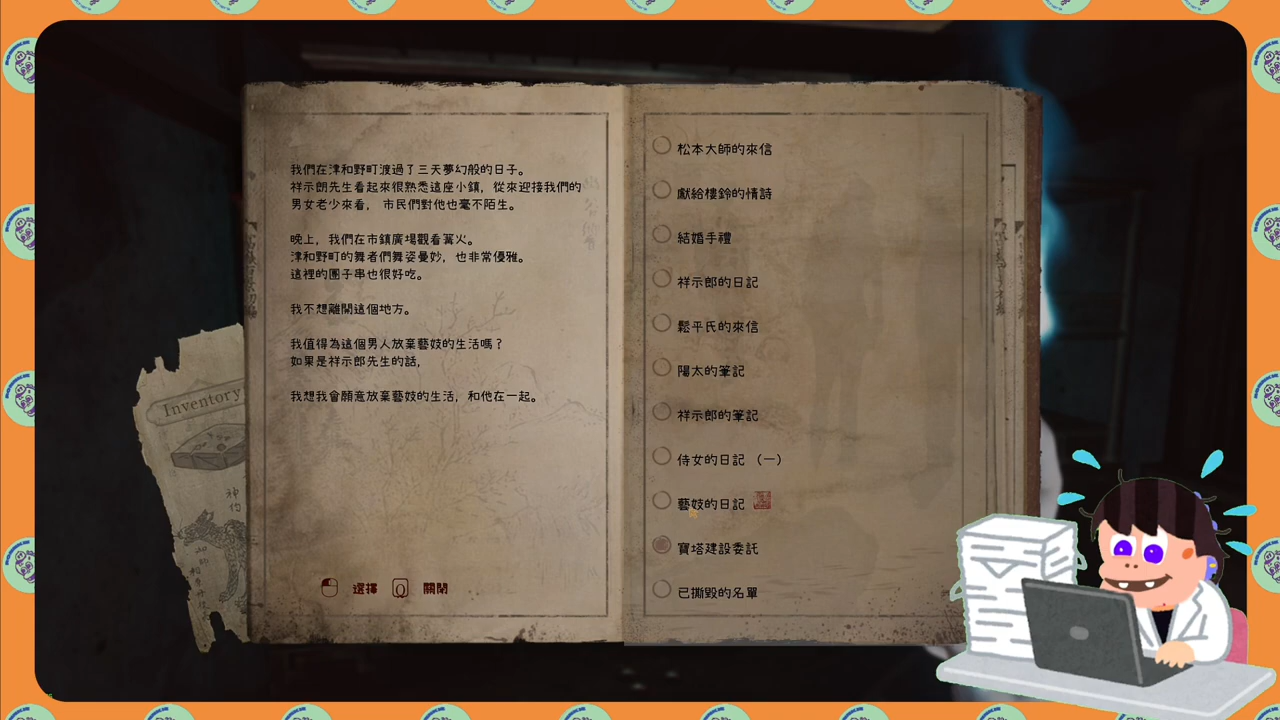 我們在津和野町渡過了三天夢幻般的日子。
祥示朗先生看起來很熟悉這座小鎮，從來迎接我們的
男女老少來看， 市民們對他也毫不陌生。
晚上，我們在市鎮廣場觀看篝火。
津和野町的舞者們舞姿曼妙，也非常優雅。
這裡的團子串也很好吃。
我不想離開這個地方。
我值得為這個男人放棄藝妓的生活嗎？
如果是祥示郎先生的話，
我想我會願意放棄藝妓的生活，和他在一起。
選擇 Q 關閉
松本大師的來信
獻給樓鈴的情詩
結婚手禮
祥示郎的日記
鬆平氏的來信
陽太的筆記
祥示郎的筆記
侍女的日記 （一）
藝妓的日記
寶塔建設委託
已撕毀的名單
Inventory